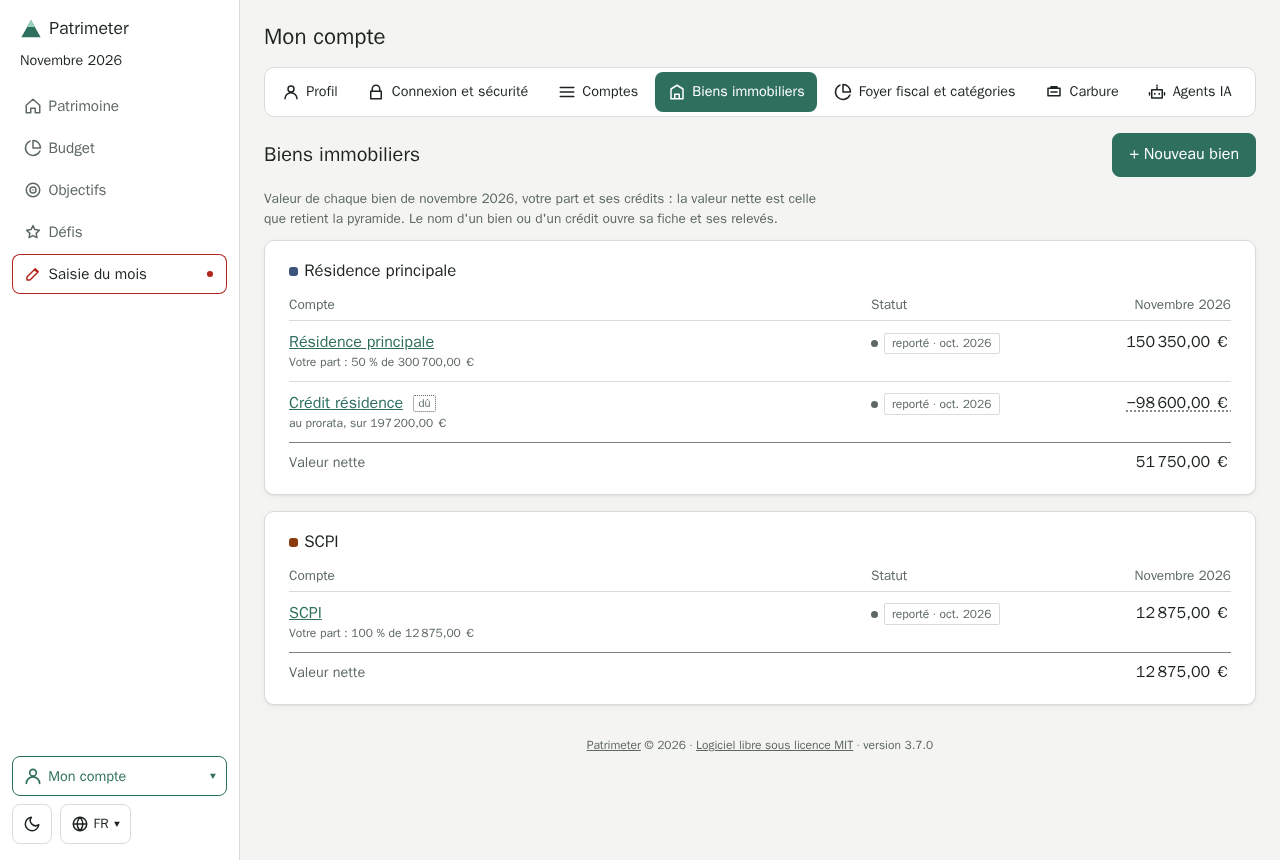 Patrimeter
Novembre 2026
Patrimoine
Budget
Objectifs
Défis
Saisie du mois
Mon compte
FR
Mon compte
Profil
Connexion et sécurité
Comptes
Biens immobiliers
Foyer fiscal et catégories
Carbure
Agents IA
Biens immobiliers
+ Nouveau bien
Valeur de chaque bien de novembre 2026, votre part et ses crédits : la valeur nette est celle
que retient la pyramide. Le nom d'un bien ou d'un crédit ouvre sa fiche et ses relevés.
Résidence principale
Compte Statut Novembre 2026
Résidence principale reporté · oct. 2026 150 350,00 €
Votre part : 50 % de 300 700,00 €
Crédit résidence dû reporté · oct. 2026 −98 600,00 €
au prorata, sur 197 200,00 €
Valeur nette 51 750,00 €
SCPI
Compte Statut Novembre 2026
SCPI reporté · oct. 2026 12 875,00 €
Votre part : 100 % de 12 875,00 €
Valeur nette 12 875,00 €
Patrimeter © 2026 · Logiciel libre sous licence MIT · version 3.7.0